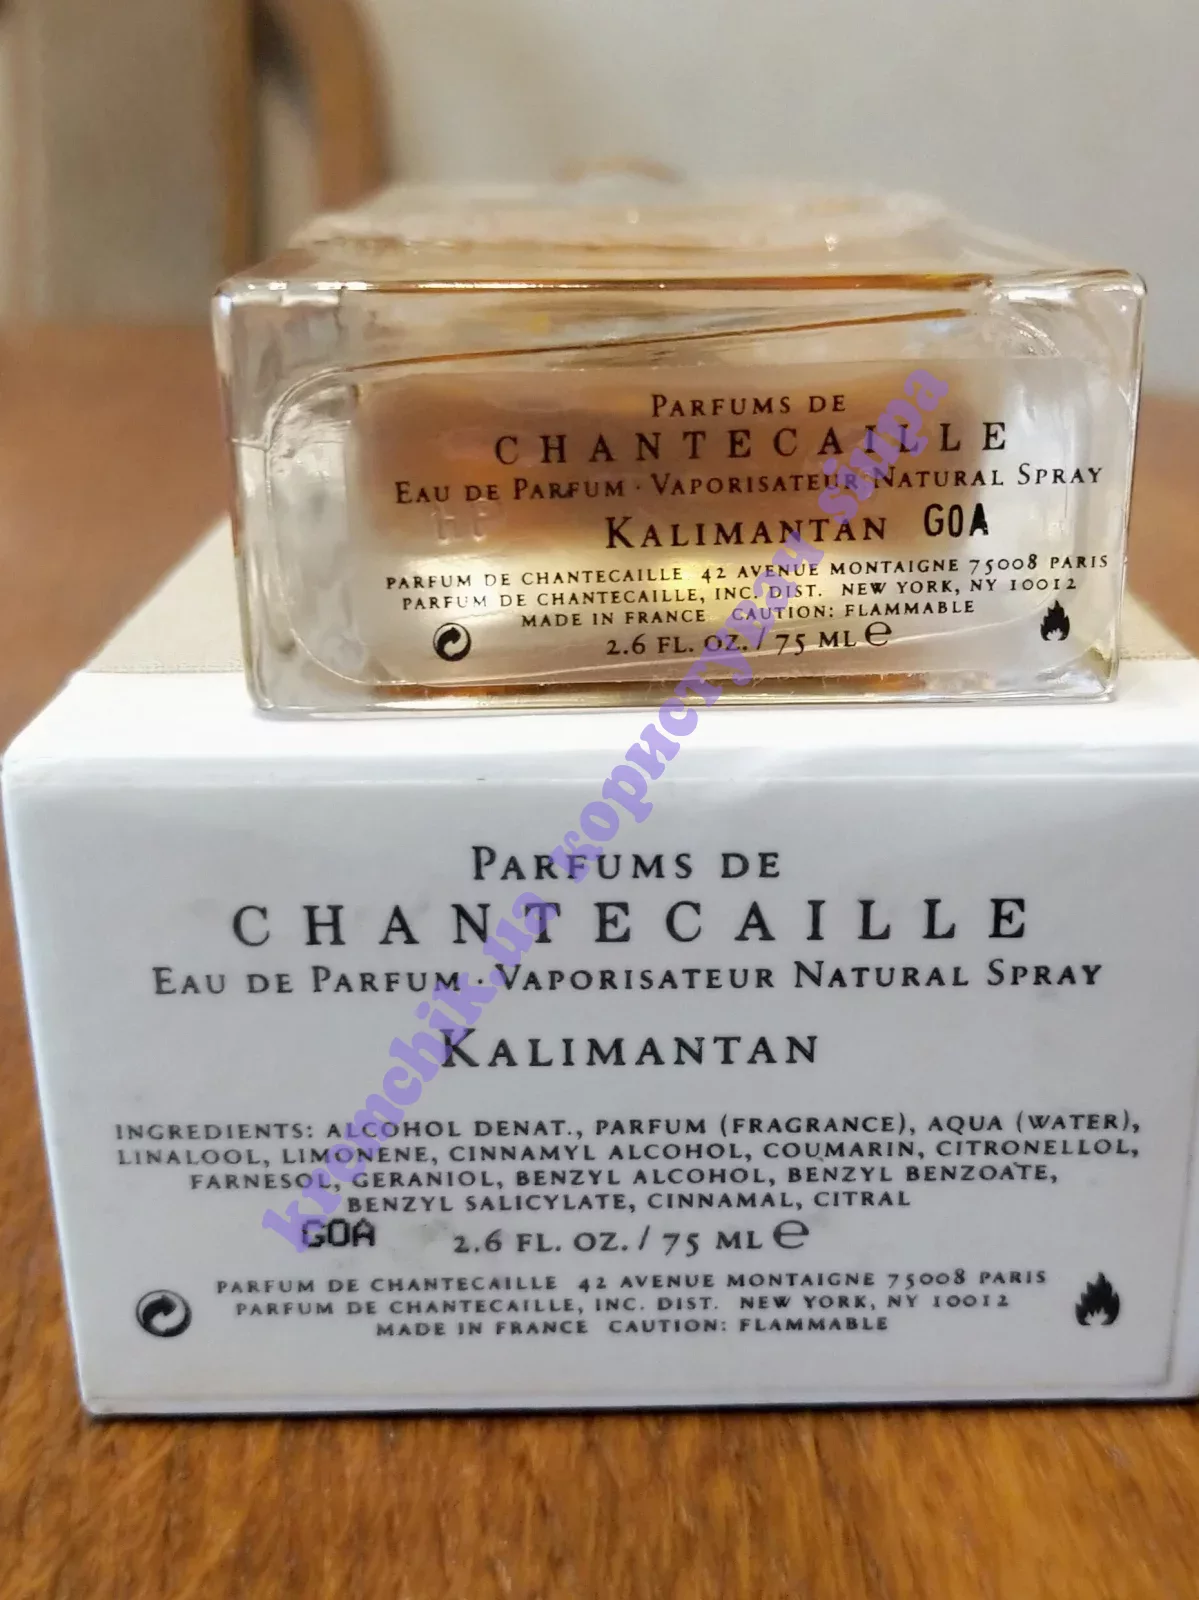 PARFUMS DE
CHANTECAILLE
EAU DE PARFUM · VAPORISATEUR NATURAL SPRAY
HP
KALIMANTAN GOA
PARFUM DE CHANTECAILLE 42 AVENUE MONTAIGNE 75008 PARIS
PARFUM DE CHANTECAILLE, INC. DIST. NEW YORK, NY 10012
MADE IN FRANCE CAUTION: FLAMMABLE
2.6 FL. OZ. / 75 ML ℮
PARFUMS DE
CHANTECAILLE
EAU DE PARFUM · VAPORISATEUR NATURAL SPRAY
KALIMANTAN
INGREDIENTS: ALCOHOL DENAT., PARFUM (FRAGRANCE), AQUA (WATER),
LINALOOL, LIMONENE, CINNAMYL ALCOHOL, COUMARIN, CITRONELLOL,
FARNESOL, GERANIOL, BENZYL ALCOHOL, BENZYL BENZOATE,
BENZYL SALICYLATE, CINNAMAL, CITRAL
GOA 2.6 FL. OZ. / 75 ML ℮
PARFUM DE CHANTECAILLE 42 AVENUE MONTAIGNE 75008 PARIS
PARFUM DE CHANTECAILLE, INC. DIST. NEW YORK, NY 10012
MADE IN FRANCE CAUTION: FLAMMABLE
kremchik.ua користувач siupa